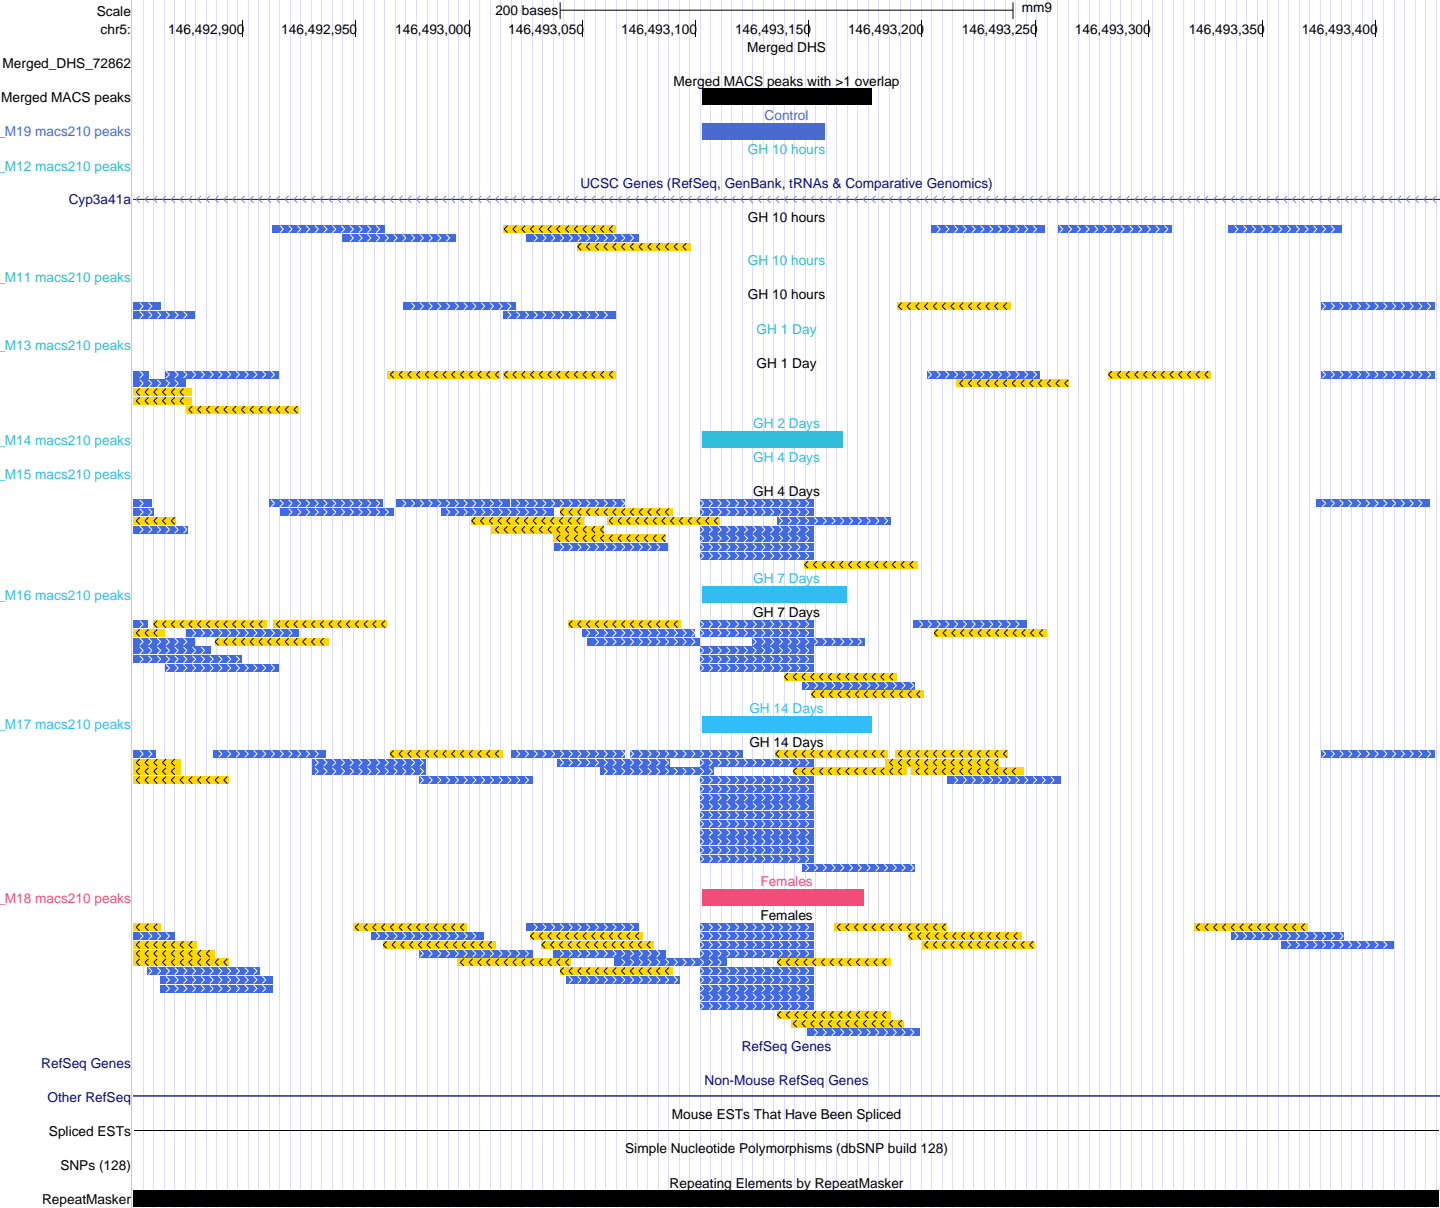 Scale 200 bases mm9
chr5: 146,492,900 146,492,950 146,493,000 146,493,050 146,493,100 146,493,150 146,493,200 146,493,250 146,493,300 146,493,350 146,493,400
Merged DHS
Merged_DHS_72862
Merged MACS peaks with >1 overlap
Merged MACS peaks
Control
_M19 macs210 peaks
GH 10 hours
_M12 macs210 peaks
UCSC Genes (RefSeq, GenBank, tRNAs & Comparative Genomics)
Cyp3a41a
GH 10 hours
GH 10 hours
_M11 macs210 peaks
GH 10 hours
GH 1 Day
_M13 macs210 peaks
GH 1 Day
GH 2 Days
_M14 macs210 peaks
GH 4 Days
_M15 macs210 peaks
GH 4 Days
GH 7 Days
_M16 macs210 peaks
GH 7 Days
GH 14 Days
_M17 macs210 peaks
GH 14 Days
Females
_M18 macs210 peaks
Females
RefSeq Genes
RefSeq Genes
Non-Mouse RefSeq Genes
Other RefSeq
Mouse ESTs That Have Been Spliced
Spliced ESTs
Simple Nucleotide Polymorphisms (dbSNP build 128)
SNPs (128)
Repeating Elements by RepeatMasker
RepeatMasker